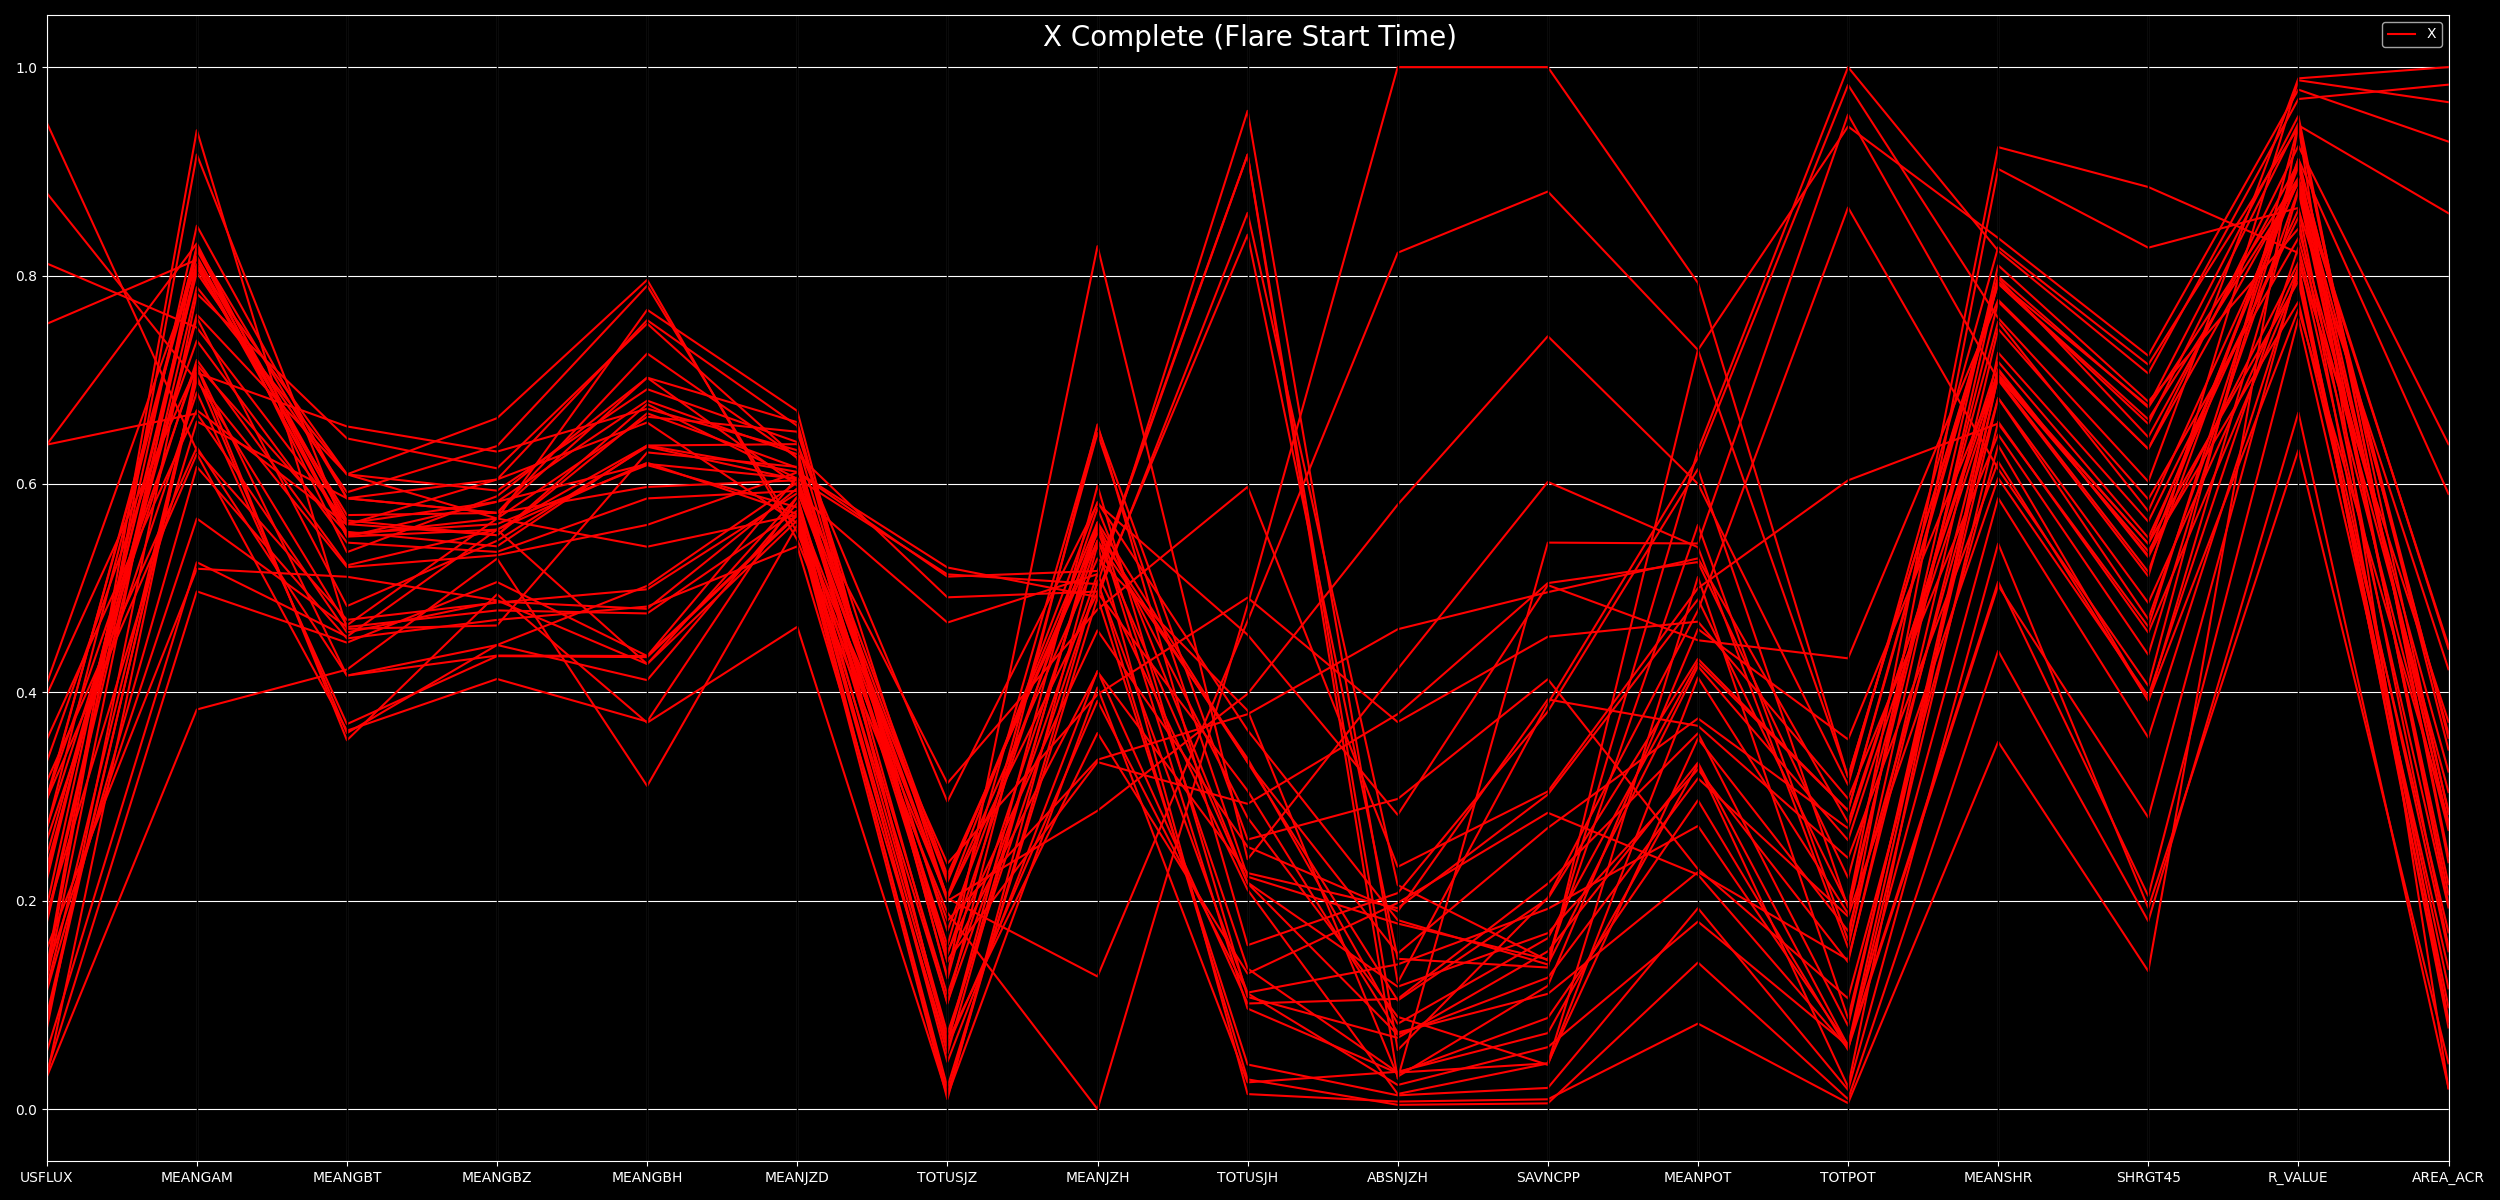 X Complete (Flare Start Time)
X
1.0
0.8
0.6
0.4
0.2
0.0
USFLUX MEANGAM MEANGBT MEANGBZ MEANGBH MEANJZD TOTUSJZ MEANJZH TOTUSJH ABSNJZH SAVNCPP MEANPOT TOTPOT MEANSHR SHRGT45 R_VALUE AREA_ACR